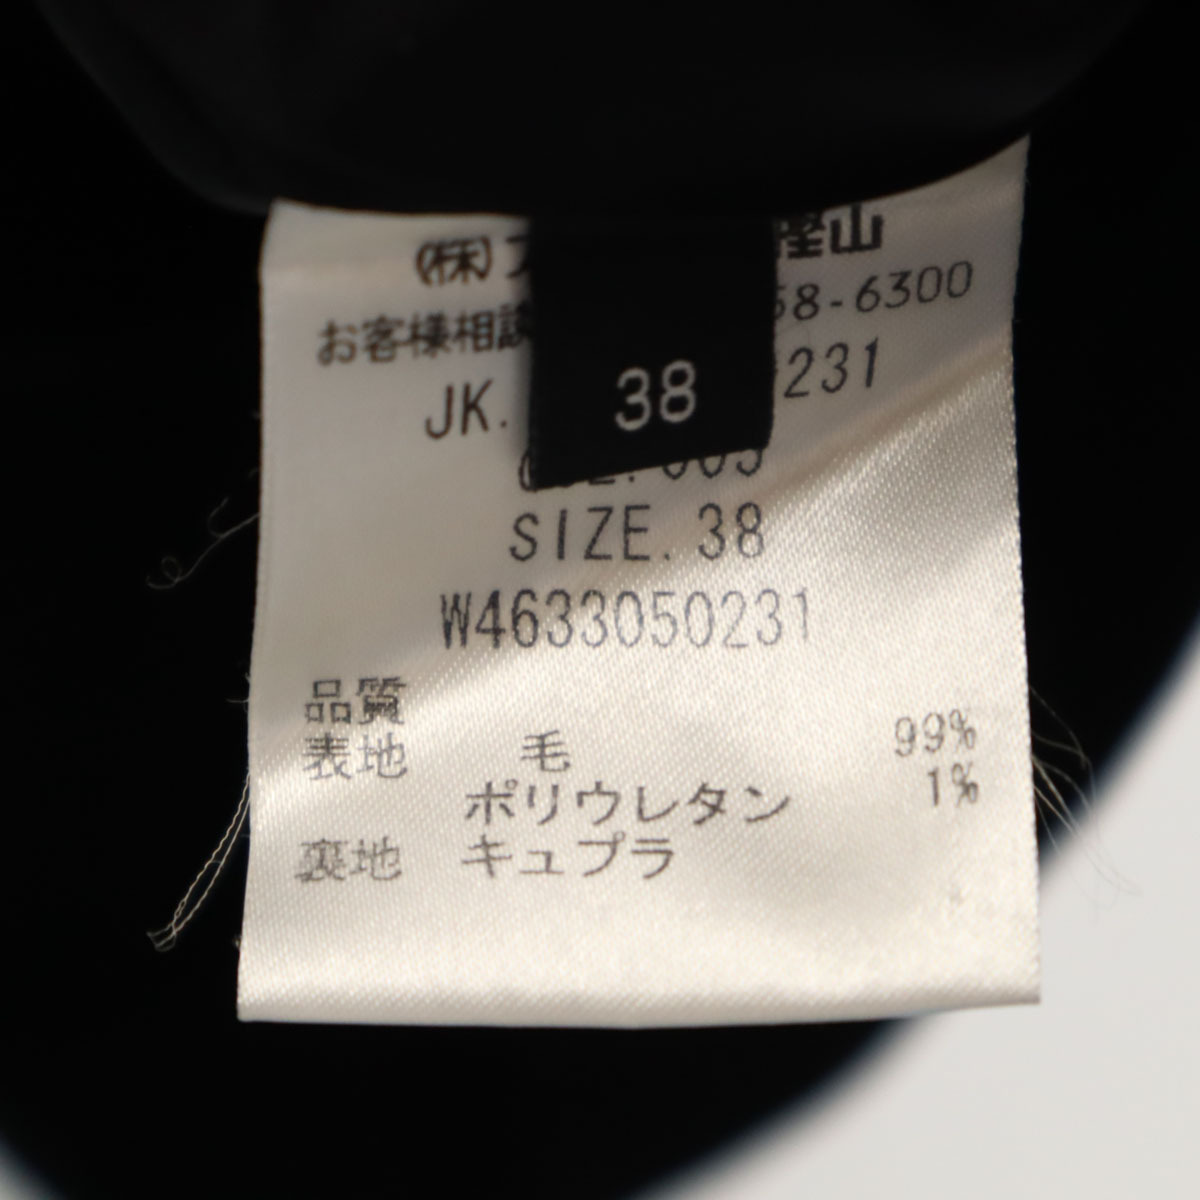 (株)
樫山
お客様相談
58-6300
JK.
231
38
SIZE. 38
W4633050231
品質
表地 毛 99%
ポリウレタン 1%
裏地 キュプラ